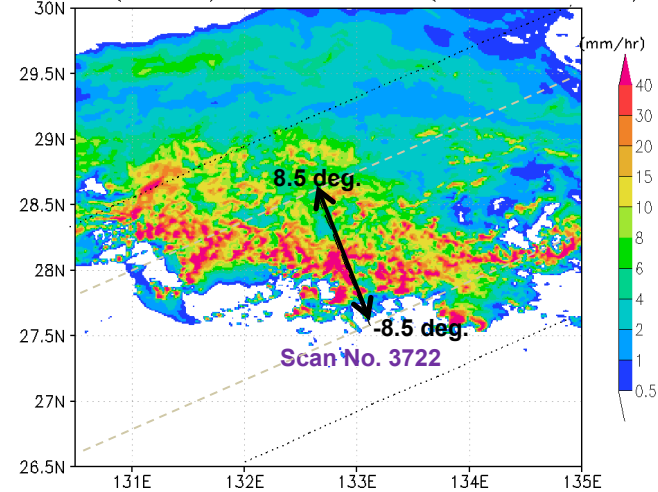 30N
(mm/hr)
29.5N
40
30
29N
20
15
8.5 deg.
10
28.5N
8
6
28N
4
2
27.5N
-8.5 deg.
1
Scan No. 3722
0.5
27N
26.5N
131E
132E
133E
134E
135E